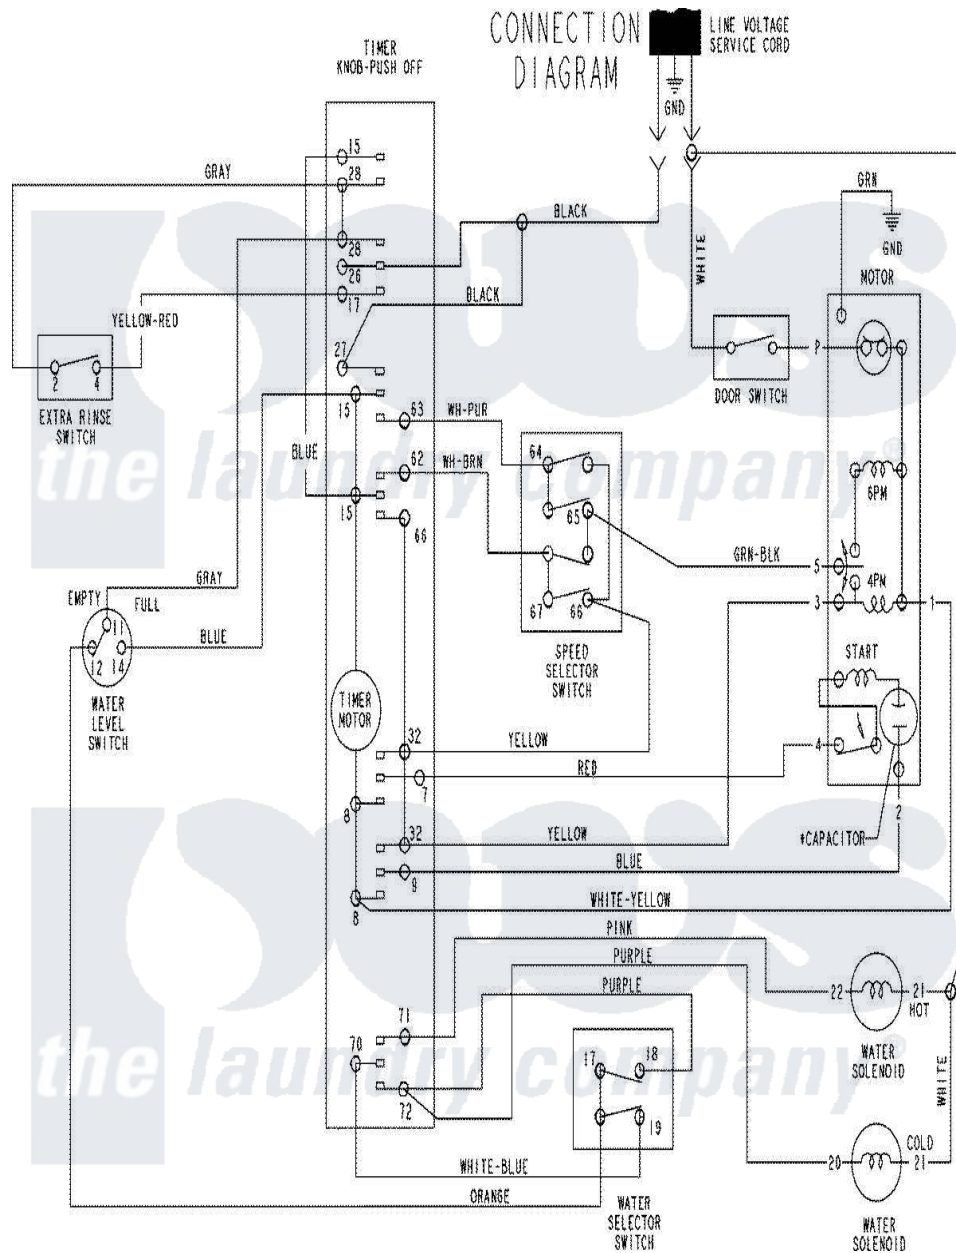 CONNECTION
DIAGRAM
LINE VOLTAGE
SERVICE CORD
TIMER
KNOB-PUSH OFF
GND
15
GRAY
28
GRN
BLACK
WHITE
GND
28
26
MOTOR
17
BLACK
YELLOW-RED
27
P
2
4
DOOR SWITCH
EXTRA RINSE
SWITCH
15
63
WH-PUR
BLUE
62
WH-BRN
64
the laundry company®
6PM
15
66
65
GRN-BLK
5
GRAY
4PM
EMPTY
FULL
67
66
3
1
11
BLUE
12
14
SPEED
SELECTOR
SWITCH
START
WATER
LEVEL
SWITCH
TIMER
MOTOR
32
YELLOW
RED
4
7
8
2
32
YELLOW
*CAPACITOR
BLUE
9
WHITE-YELLOW
8
PINK
PURPLE
PURPLE
22
21
HOT
71
70
17
18
WATER
SOLENOID
the laundry company®
WHITE
72
19
COLD
20
21
WHITE-BLUE
ORANGE
WATER
SELECTOR
SWITCH
WATER
SOLENOID